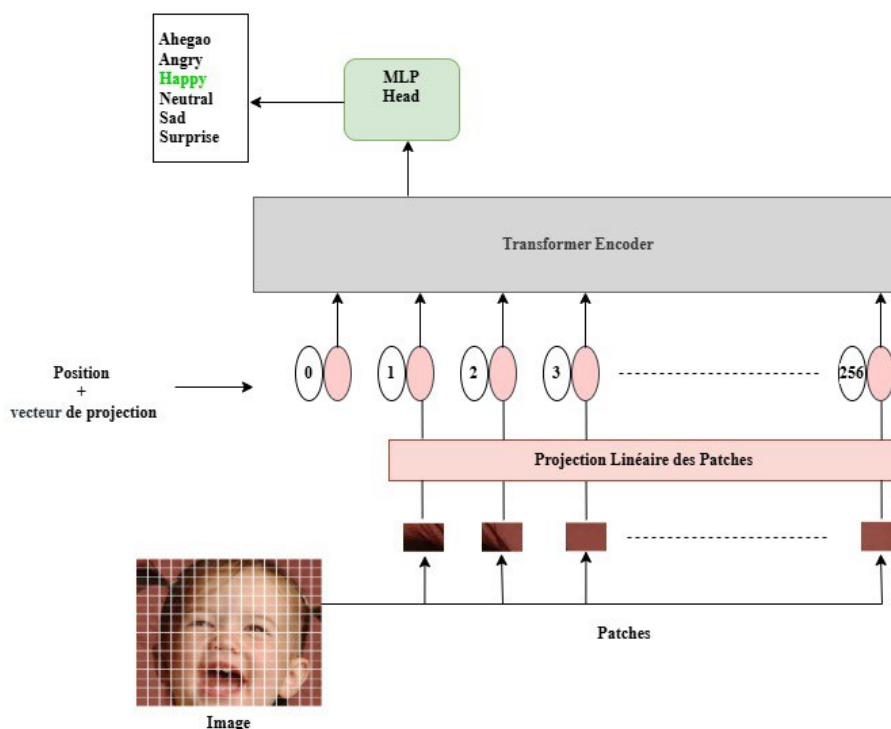 Ahegao
Angry
Happy
Neutral
Sad
Surprise
MLP
Head
Transformer Encoder
0
1
2
3
256
Position
+
vecteur de projection
Projection Linéaire des Patches
Patches
Image